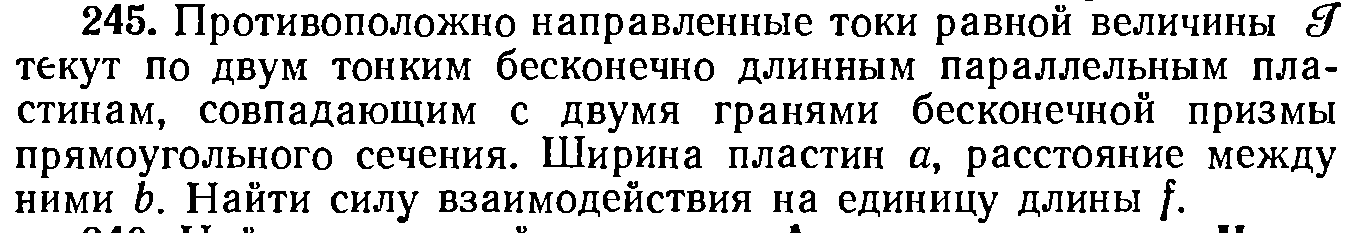 245. Противоположно направленные токи равной величины 𝒥
текут по двум тонким бесконечно длинным параллельным пла-
стинам, совпадающим с двумя гранями бесконечной призмы
прямоугольного сечения. Ширина пластин a, расстояние между
ними b. Найти силу взаимодействия на единицу длины f.